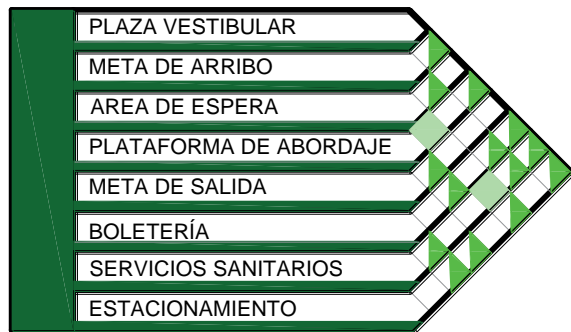 PLAZA VESTIBULAR
META DE ARRIBO
AREA DE ESPERA
PLATAFORMA DE ABORDAJE
META DE SALIDA
BOLETERÍA
SERVICIOS SANITARIOS
ESTACIONAMIENTO